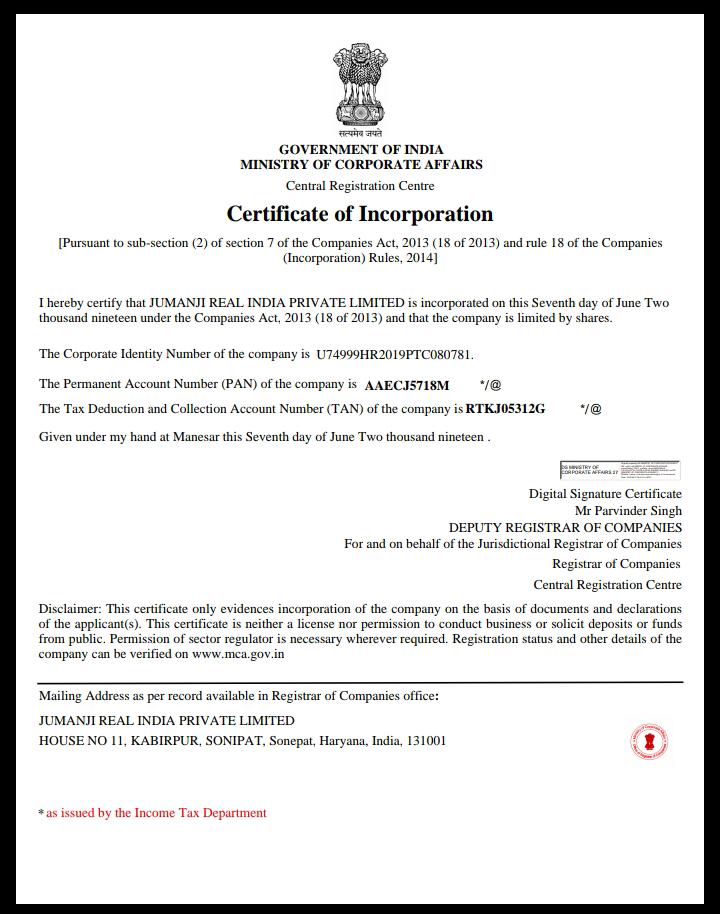 सत्यमेव जयते
GOVERNMENT OF INDIA
MINISTRY OF CORPORATE AFFAIRS
Central Registration Centre
Certificate of Incorporation
[Pursuant to sub-section (2) of section 7 of the Companies Act, 2013 (18 of 2013) and rule 18 of the Companies
(Incorporation) Rules, 2014]
I hereby certify that JUMANJI REAL INDIA PRIVATE LIMITED is incorporated on this Seventh day of June Two
thousand nineteen under the Companies Act, 2013 (18 of 2013) and that the company is limited by shares.
The Corporate Identity Number of the company is U74999HR2019PTC080781.
The Permanent Account Number (PAN) of the company is AAECJ5718M */@
The Tax Deduction and Collection Account Number (TAN) of the company is RTKJ05312G */@
Given under my hand at Manesar this Seventh day of June Two thousand nineteen .
DS MINISTRY OF
CORPORATE AFFAIRS 27
Digital Signature Certificate
Mr Parvinder Singh
DEPUTY REGISTRAR OF COMPANIES
For and on behalf of the Jurisdictional Registrar of Companies
Registrar of Companies
Central Registration Centre
Disclaimer: This certificate only evidences incorporation of the company on the basis of documents and declarations
of the applicant(s). This certificate is neither a license nor permission to conduct business or solicit deposits or funds
from public. Permission of sector regulator is necessary wherever required. Registration status and other details of the
company can be verified on www.mca.gov.in
Mailing Address as per record available in Registrar of Companies office:
JUMANJI REAL INDIA PRIVATE LIMITED
HOUSE NO 11, KABIRPUR, SONIPAT, Sonepat, Haryana, India, 131001
* as issued by the Income Tax Department